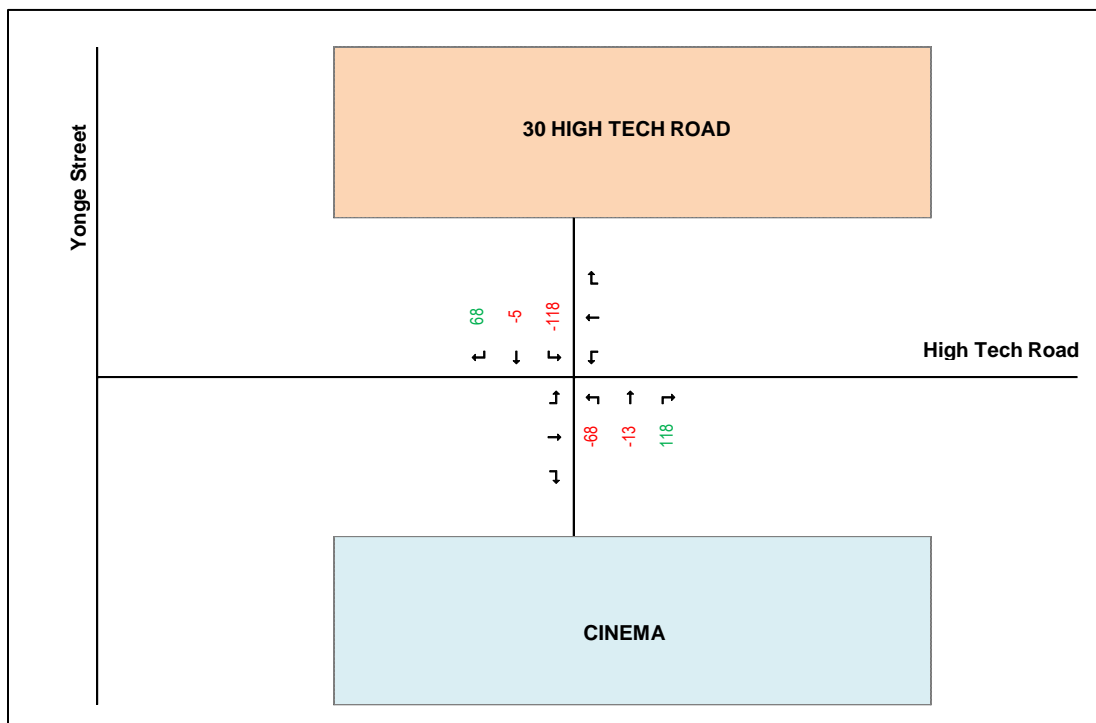 30 HIGH TECH ROAD
Yonge Street
68
-5
-118
High Tech Road
-68
-13
118
CINEMA